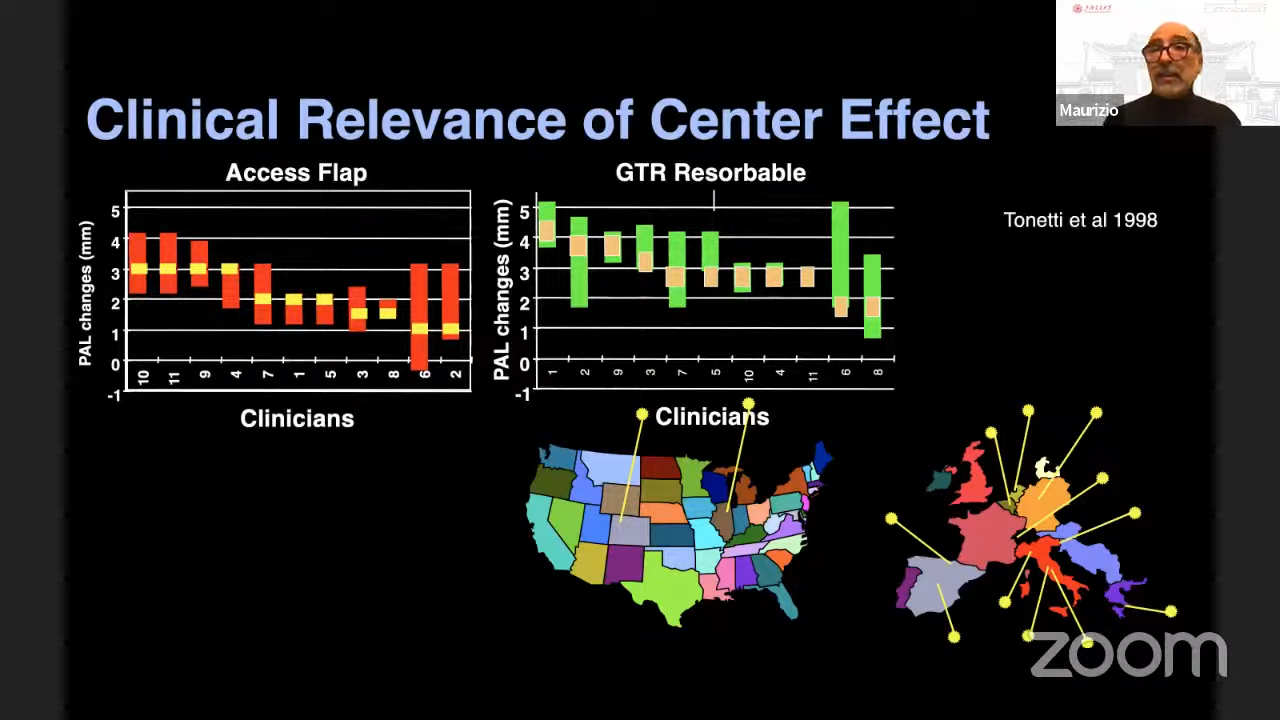 Clinical Relevance of Center Effect
Maurizio
Access Flap
PAL changes (mm)
5
4
3
2
1
0
-1
10 11 9 4 7 1 5 3 8 6 2
Clinicians
GTR Resorbable
PAL changes (mm)
5
4
3
2
1
0
-1
1 2 9 3 7 5 10 4 11 6 8
Clinicians
Tonetti et al 1998
zoom